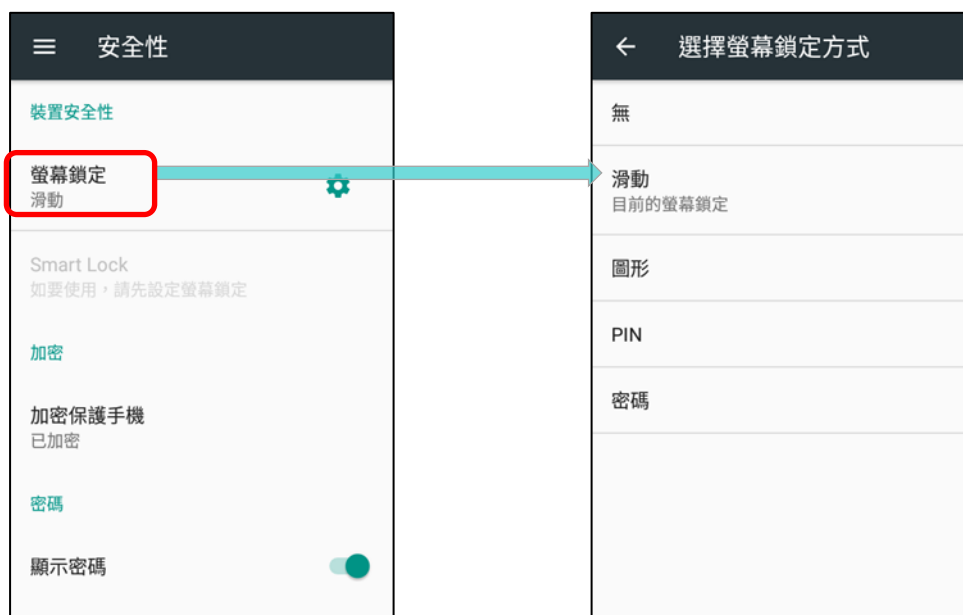 安全性
裝置安全性
螢幕鎖定
滑動
Smart Lock
如要使用，請先設定螢幕鎖定
加密
加密保護手機
已加密
密碼
顯示密碼
選擇螢幕鎖定方式
無
滑動
目前的螢幕鎖定
圖形
PIN
密碼